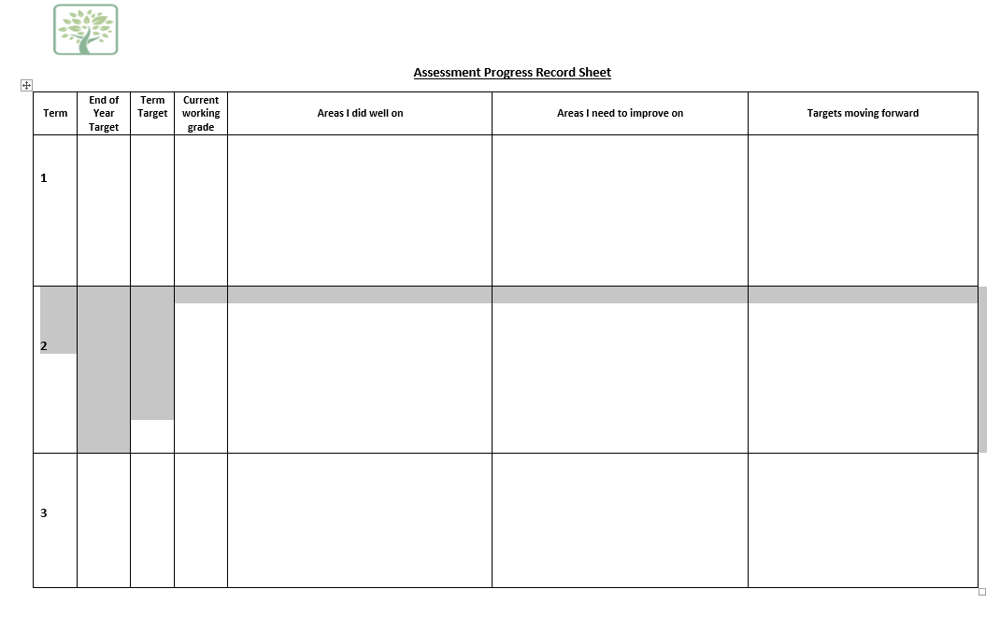 Assessment Progress Record Sheet
Term
End of
Year
Target
Term
Target
Current
working
grade
Areas I did well on
Areas I need to improve on
Targets moving forward
1
2
3